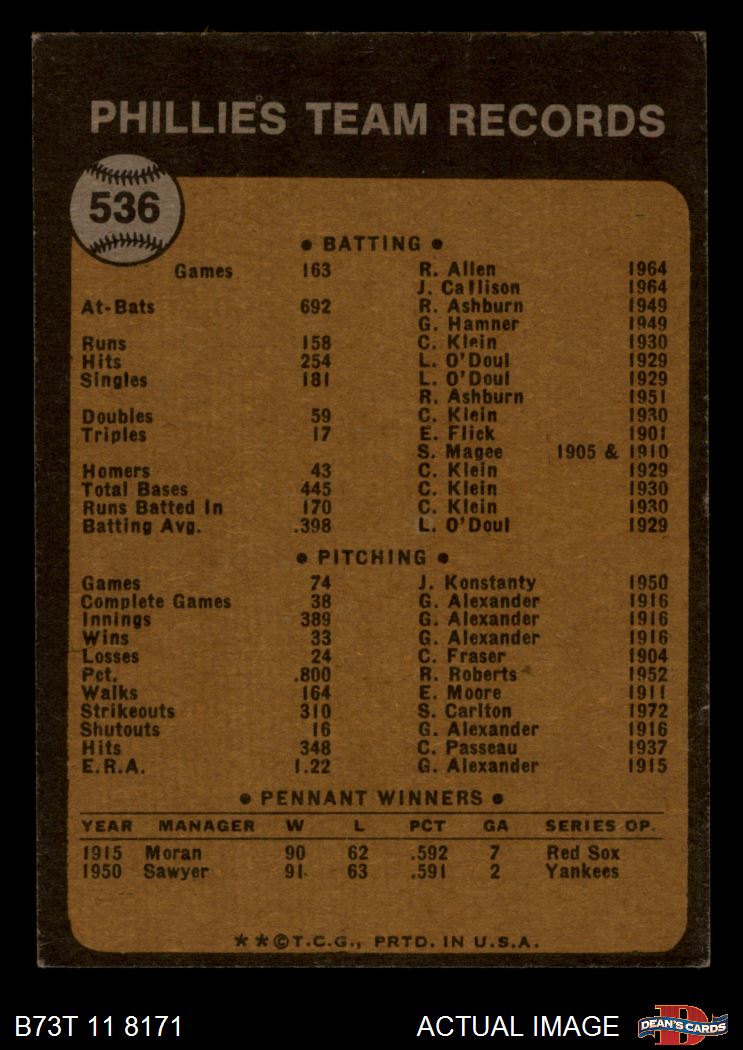 PHILLIES TEAM RECORDS
536
• BATTING •
Games 163 R. Allen 1964
J. Callison 1964
At-Bats 692 R. Ashburn 1949
G. Hamner 1949
Runs 158 C. Klein 1930
Hits 254 L. O'Doul 1929
Singles 181 L. O'Doul 1929
R. Ashburn 1951
Doubles 59 C. Klein 1930
Triples 17 E. Flick 1901
S. Magee 1905 & 1910
Homers 43 C. Klein 1929
Total Bases 445 C. Klein 1930
Runs Batted In 170 C. Klein 1930
Batting Avg. .398 L. O'Doul 1929
• PITCHING •
Games 74 J. Konstanty 1950
Complete Games 38 G. Alexander 1916
Innings 389 G. Alexander 1916
Wins 33 G. Alexander 1916
Losses 24 C. Fraser 1904
Pct. .800 R. Roberts 1952
Walks 164 E. Moore 1911
Strikeouts 310 S. Carlton 1972
Shutouts 16 G. Alexander 1916
Hits 348 C. Passeau 1937
E.R.A. 1.22 G. Alexander 1915
• PENNANT WINNERS •
YEAR MANAGER W L PCT GA SERIES OP.
1915 Moran 90 62 .592 7 Red Sox
1950 Sawyer 91 63 .591 2 Yankees
**©T.C.G., PRTD. IN U.S.A.
B73T 11 8171 ACTUAL IMAGE
D
DEAN'S CARDS